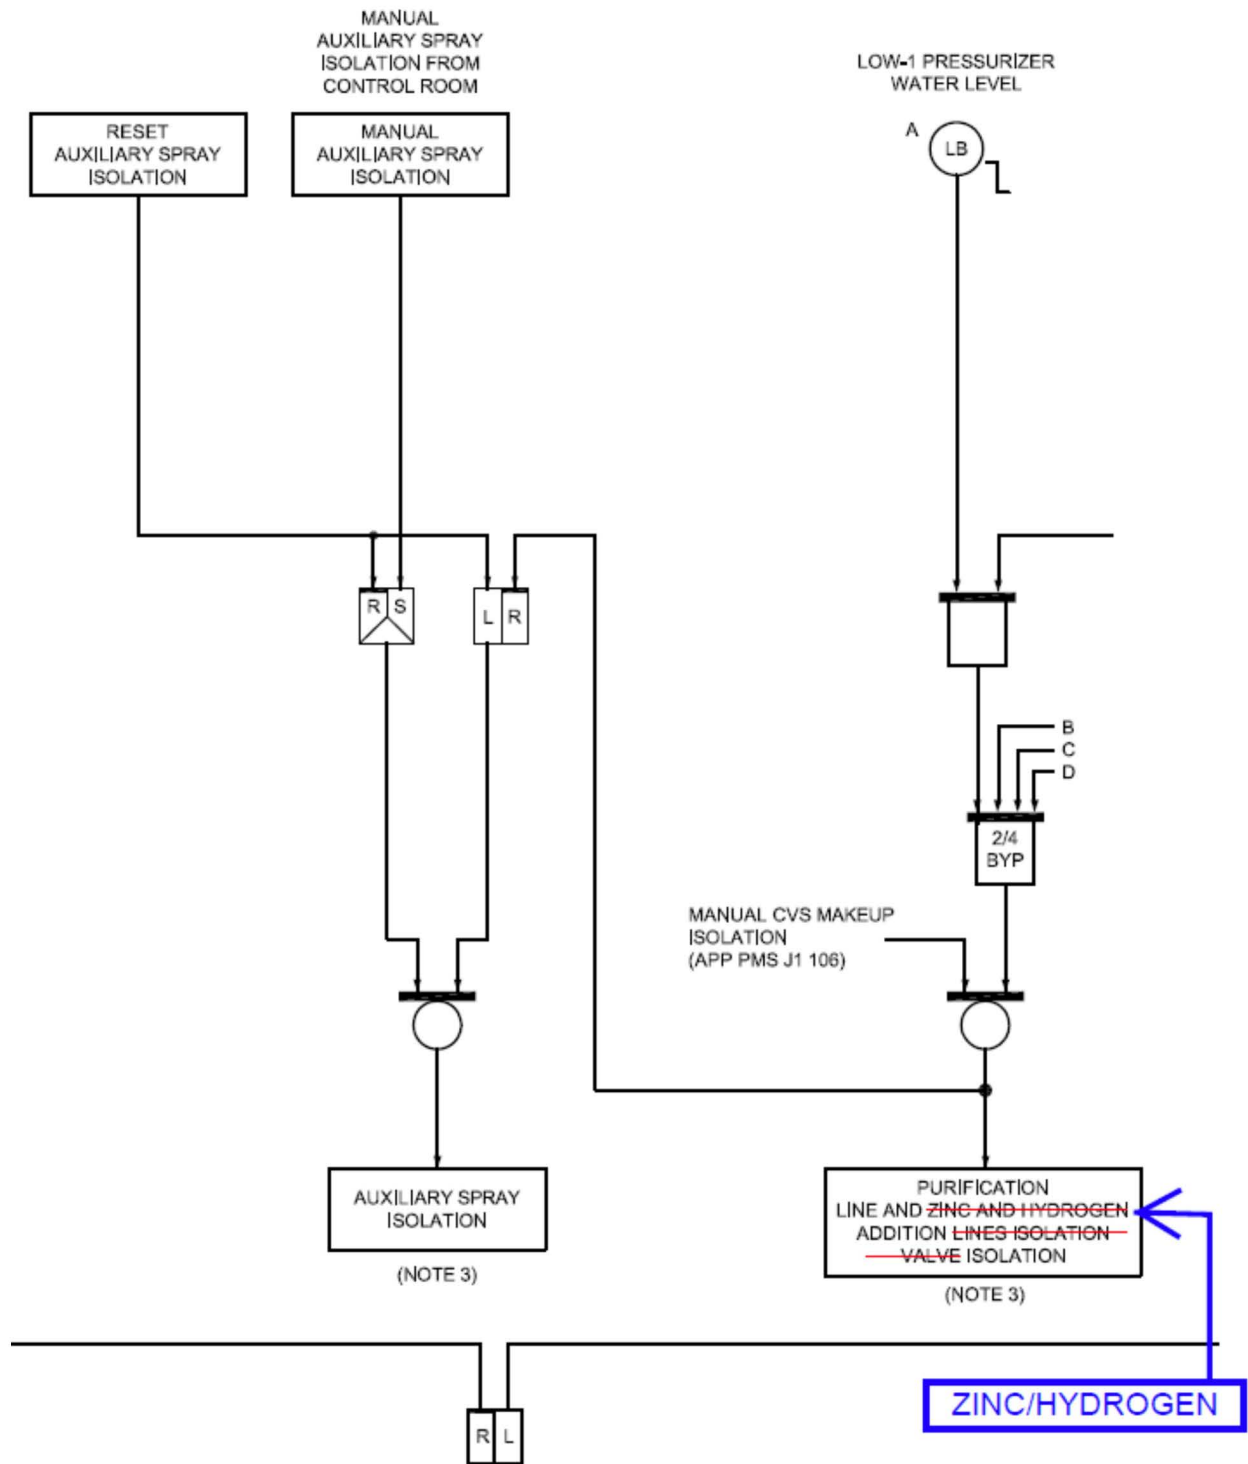 MANUAL
AUXILIARY SPRAY
ISOLATION FROM
CONTROL ROOM
LOW-1 PRESSURIZER
WATER LEVEL
RESET
AUXILIARY SPRAY
ISOLATION
MANUAL
AUXILIARY SPRAY
ISOLATION
A
LB
R S
L R
B
C
D
2/4
BYP
MANUAL CVS MAKEUP
ISOLATION
(APP PMS J1 106)
AUXILIARY SPRAY
ISOLATION
(NOTE 3)
PURIFICATION
LINE AND ZINC AND HYDROGEN
ADDITION LINES ISOLATION
VALVE ISOLATION
(NOTE 3)
ZINC/HYDROGEN
R L